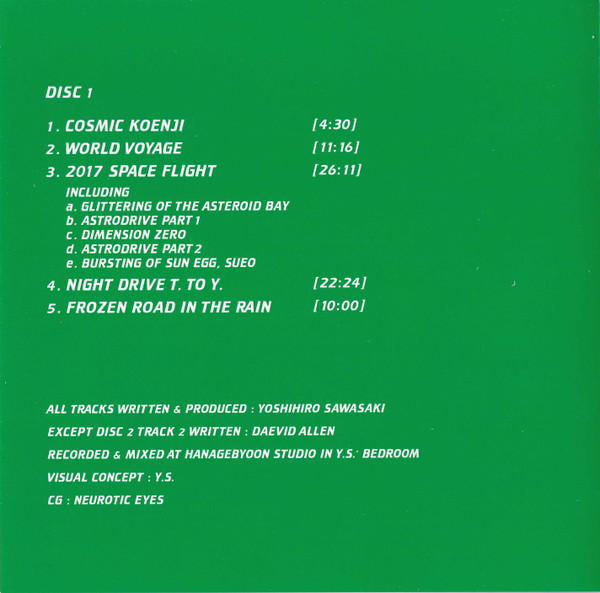 DISC 1
1. COSMIC KOENJI [4:30]
2. WORLD VOYAGE [11:16]
3. 2017 SPACE FLIGHT [26:11]
INCLUDING
a. GLITTERING OF THE ASTEROID BAY
b. ASTRODRIVE PART 1
c. DIMENSION ZERO
d. ASTRODRIVE PART 2
e. BURSTING OF SUN EGG, SUEO
4. NIGHT DRIVE T. TO Y. [22:24]
5. FROZEN ROAD IN THE RAIN [10:00]
ALL TRACKS WRITTEN & PRODUCED : YOSHIHIRO SAWASAKI
EXCEPT DISC 2 TRACK 2 WRITTEN : DAEVID ALLEN
RECORDED & MIXED AT HANAGEBYOON STUDIO IN Y.S.' BEDROOM
VISUAL CONCEPT : Y.S.
CG : NEUROTIC EYES